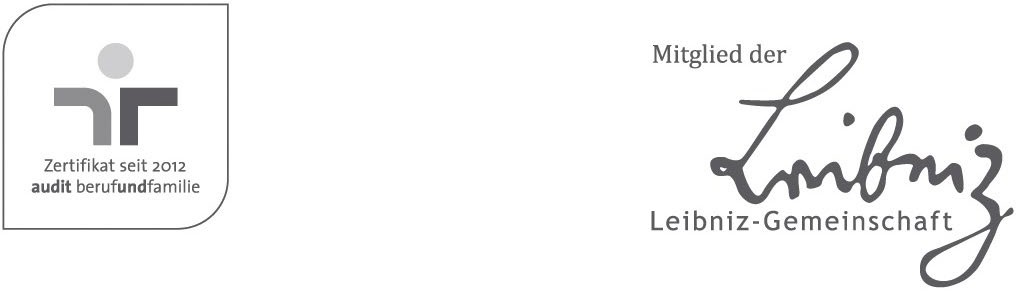 Zertifikat seit 2012
audit berufundfamilie
Mitglied der
Leibniz
Leibniz-Gemeinschaft